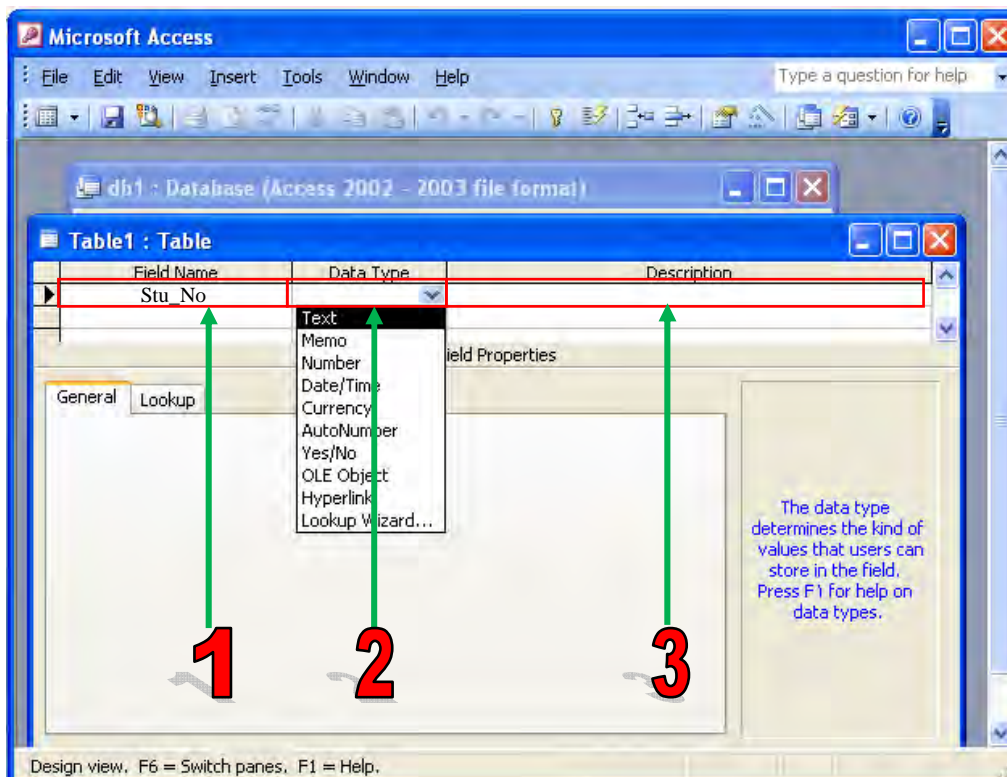 Microsoft Access
File Edit View Insert Tools Window Help Type a question for help
db1 : Database (Access 2002 - 2003 file format)
Table1 : Table
Field Name Data Type Description
Stu_No
Text
Memo
Number
Date/Time
Currency
AutoNumber
Yes/No
OLE Object
Hyperlink
Lookup Wizard...
ield Properties
General Lookup
The data type
determines the kind of
values that users can
store in the field.
Press F1 for help on
data types.
1 2 3
Design view. F6 = Switch panes. F1 = Help.